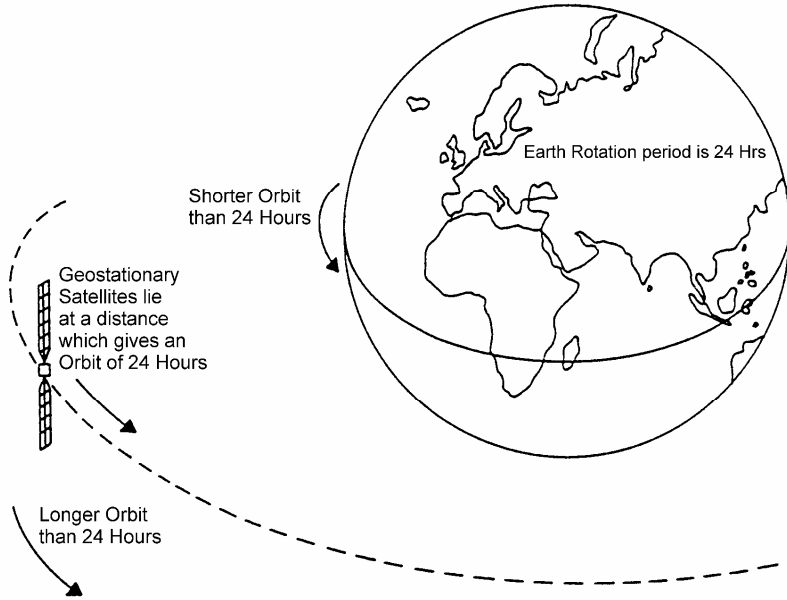 Earth Rotation period is 24 Hrs
Shorter Orbit
than 24 Hours
Geostationary
Satellites lie
at a distance
which gives an
Orbit of 24 Hours
Longer Orbit
than 24 Hours